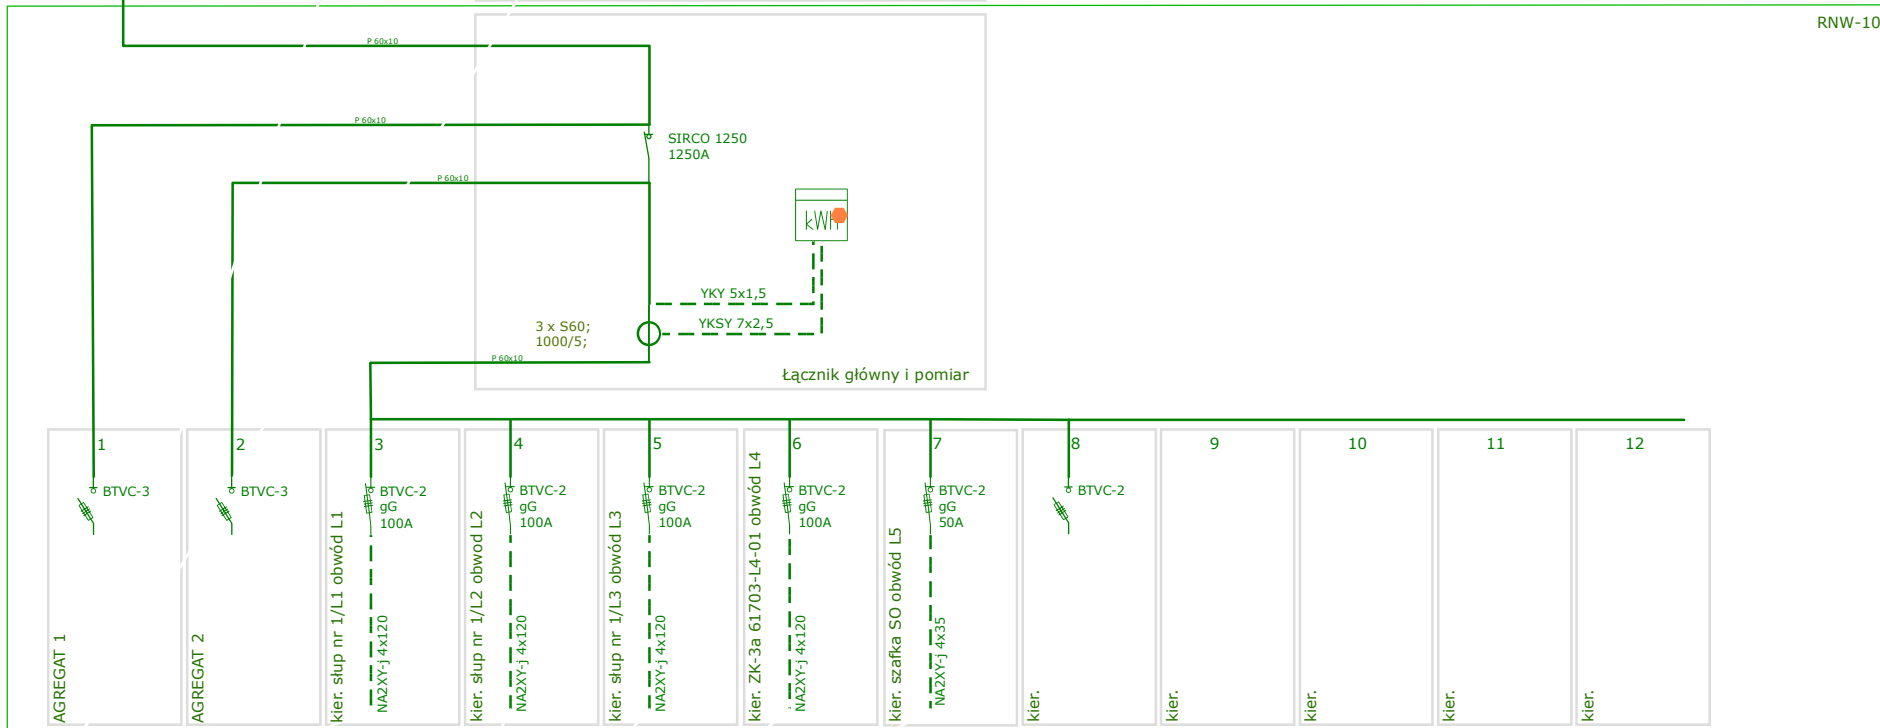 RNW-10
P 60x10
P 60x10
SIRCO 1250
1250A
P 60x10
kWH
YKY 5x1,5
YKSY 7x2,5
3 x S60;
1000/5;
P 60x10
Łącznik główny i pomiar
1
BTVC-3
AGREGAT 1
2
BTVC-3
AGREGAT 2
3
BTVC-2
gG
100A
kier. słup nr 1/L1 obwód L1
NA2XY-j 4x120
4
BTVC-2
gG
100A
kier. słup nr 1/L2 obwod L2
NA2XY-j 4x120
5
BTVC-2
gG
100A
kier. słup nr 1/L3 obwód L3
NA2XY-j 4x120
6
BTVC-2
gG
100A
kier. ZK-3a 61703-L4-01 obwód L4
NA2XY-j 4x120
7
BTVC-2
gG
50A
kier. szafka SO obwód L5
NA2XY-j 4x35
8
BTVC-2
kier.
9
kier.
10
kier.
11
kier.
12
kier.